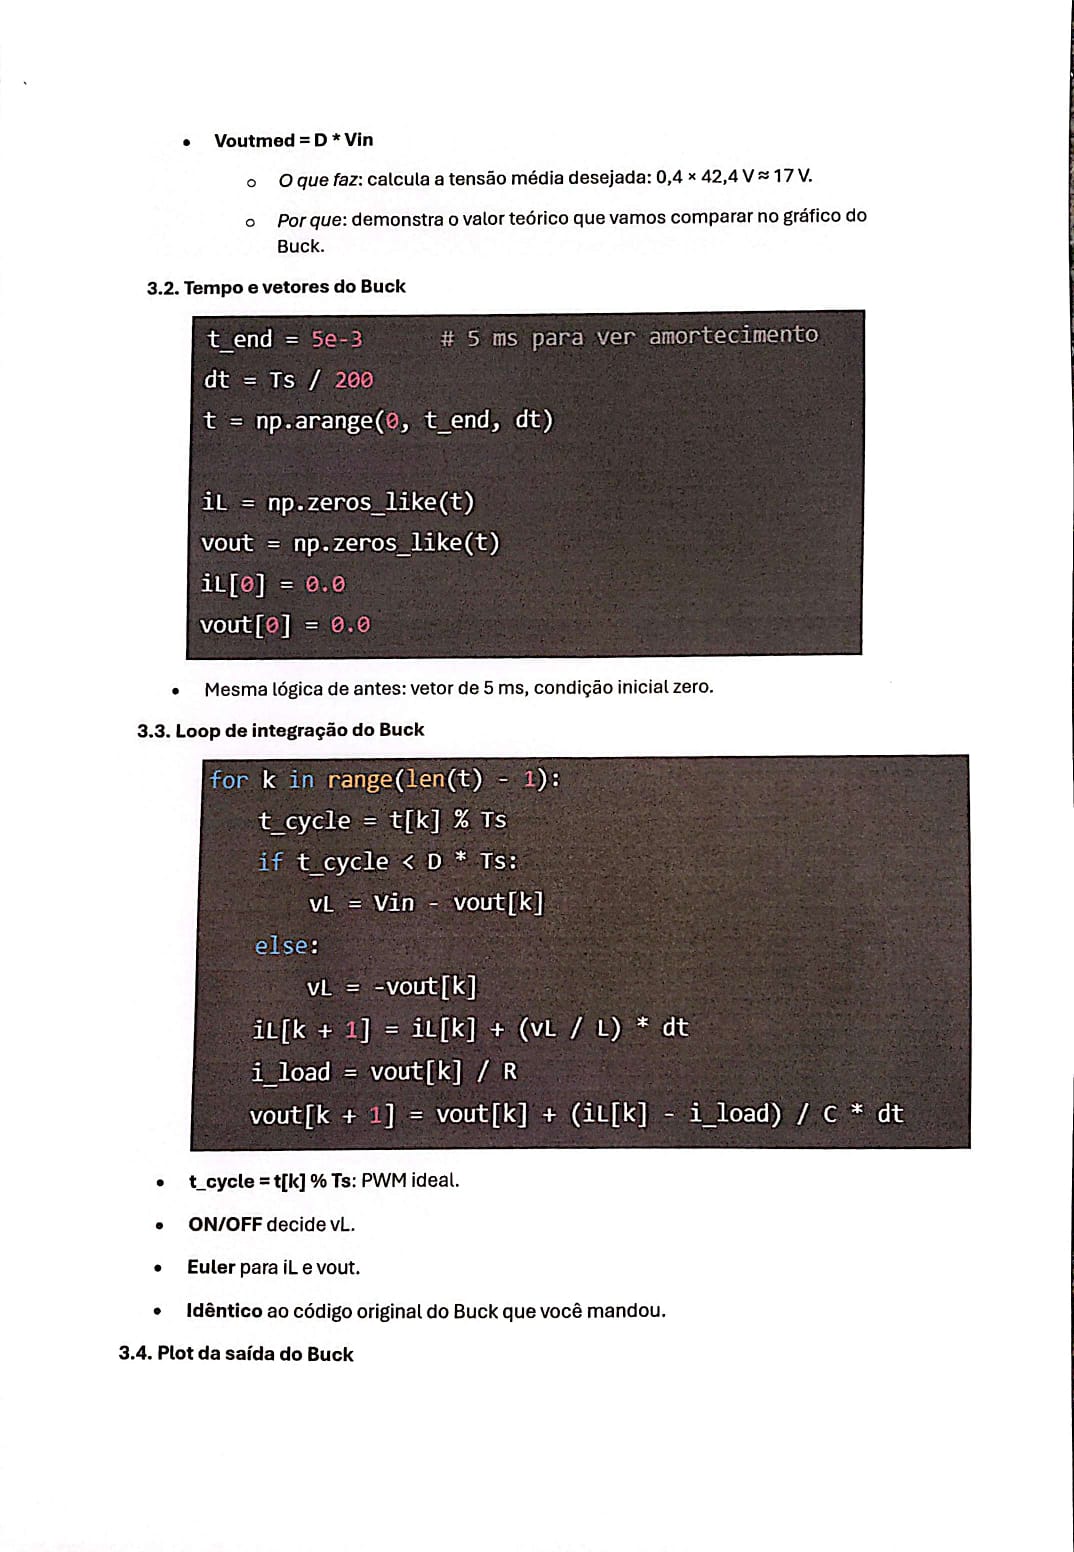 • Voutmed = D * Vin
o O que faz: calcula a tensão média desejada: 0,4 × 42,4 V ≈ 17 V.
o Por que: demonstra o valor teórico que vamos comparar no gráfico do
Buck.
3.2. Tempo e vetores do Buck
t_end = 5e-3 # 5 ms para ver amortecimento
dt = Ts / 200
t = np.arange(0, t_end, dt)
iL = np.zeros_like(t)
vout = np.zeros_like(t)
iL[0] = 0.0
vout[0] = 0.0
• Mesma lógica de antes: vetor de 5 ms, condição inicial zero.
3.3. Loop de integração do Buck
for k in range(len(t) - 1):
t_cycle = t[k] % Ts
if t_cycle < D * Ts:
vL = Vin - vout[k]
else:
vL = -vout[k]
iL[k + 1] = iL[k] + (vL / L) * dt
i_load = vout[k] / R
vout[k + 1] = vout[k] + (iL[k] - i_load) / C * dt
• t_cycle = t[k] % Ts: PWM ideal.
• ON/OFF decide vL.
• Euler para iL e vout.
• Idêntico ao código original do Buck que você mandou.
3.4. Plot da saída do Buck